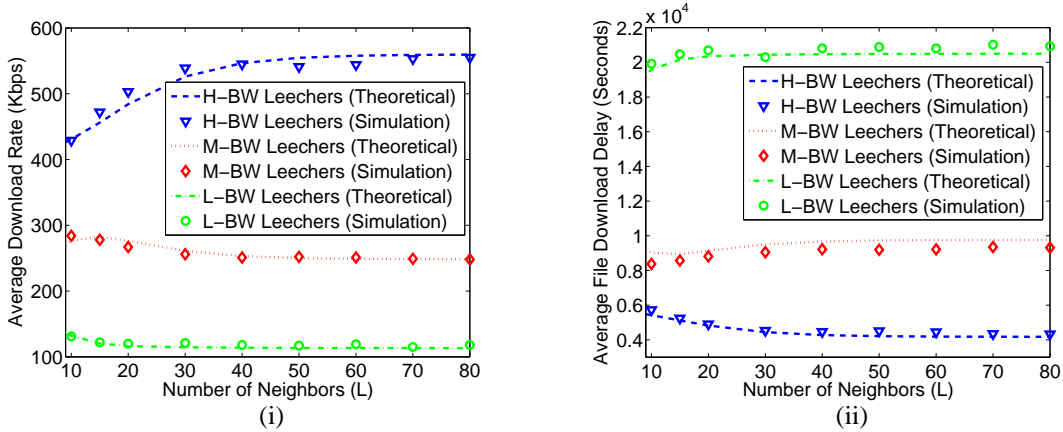 600
500
400
300
200
100
10 20 30 40 50 60 70 80
Average Download Rate (Kbps)
Number of Neighbors (L)
H−BW Leechers (Theoretical)
H−BW Leechers (Simulation)
M−BW Leechers (Theoretical)
M−BW Leechers (Simulation)
L−BW Leechers (Theoretical)
L−BW Leechers (Simulation)
(i)
x 10^4
2.2
2
1.8
1.6
1.4
1.2
1
0.8
0.6
0.4
10 20 30 40 50 60 70 80
Average File Download Delay (Seconds)
Number of Neighbors (L)
H−BW Leechers (Theoretical)
H−BW Leechers (Simulation)
M−BW Leechers (Theoretical)
M−BW Leechers (Simulation)
L−BW Leechers (Theoretical)
L−BW Leechers (Simulation)
(ii)